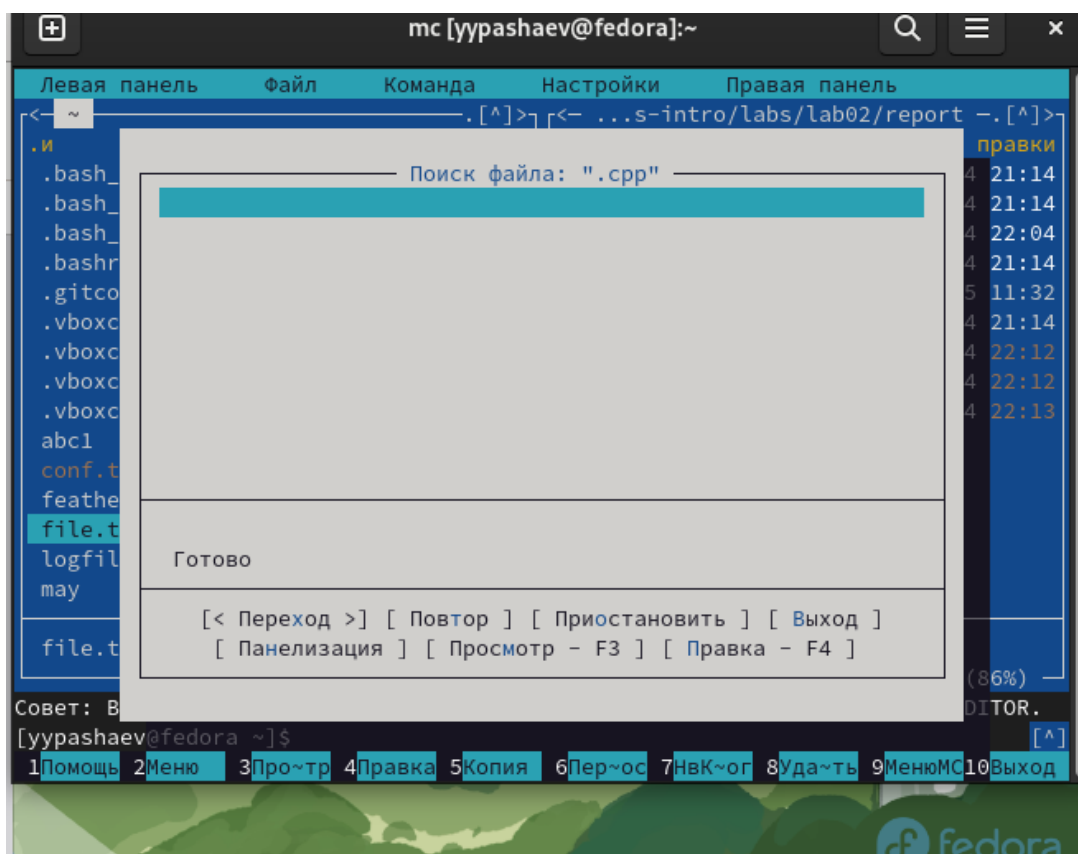 mc [yypashaev@fedora]:~
Левая панель Файл Команда Настройки Правая панель
<— ~ .[^]> <— ...s-intro/labs/lab02/report —.[^]>
.и правки
.bash_ 4 21:14
.bash_ 4 21:14
.bash_ 4 22:04
.bashr 4 21:14
.gitco 5 11:32
.vboxc 4 21:14
.vboxc 4 22:12
.vboxc 4 22:12
.vboxc 4 22:13
abc1
conf.t
feathe
file.t
logfil
may
file.t
Поиск файла: ".cpp"
Готово
[< Переход >] [ Повтор ] [ Приостановить ] [ Выход ]
[ Панелизация ] [ Просмотр – F3 ] [ Правка – F4 ]
(86%)
Совет: В DITOR.
[yypashaev@fedora ~]$ [^]
1Помощь 2Меню 3Про~тр 4Правка 5Копия 6Пер~ос 7НвК~ог 8Уда~ть 9МенюMC 10Выход
fedora